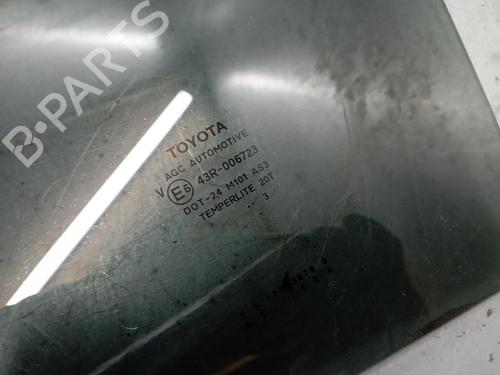 B-PARTS
TOYOTA
AGC AUTOMOTIVE
V E6 43R-006723
DOT-24 M101 AS3
TEMPERLITE 20T
.. 3